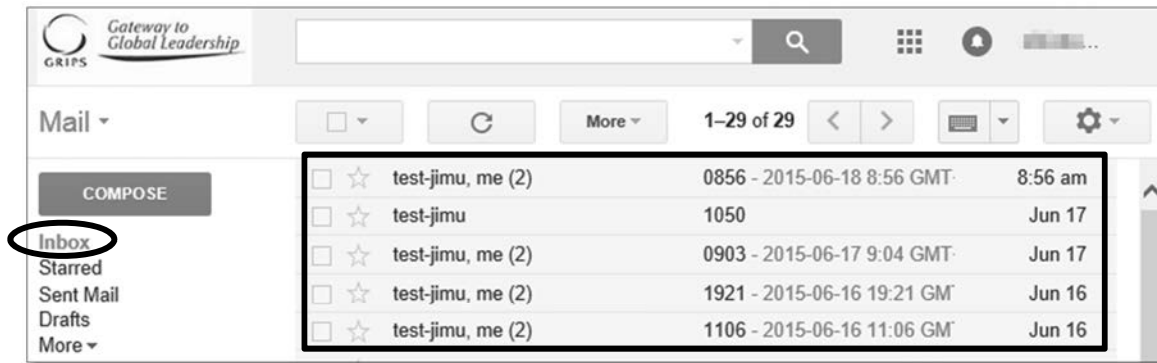 Gateway to
Global Leadership
GRIPS
Mail
More
1–29 of 29
COMPOSE
Inbox
Starred
Sent Mail
Drafts
More
test-jimu, me (2) 0856 - 2015-06-18 8:56 GMT 8:56 am
test-jimu 1050 Jun 17
test-jimu, me (2) 0903 - 2015-06-17 9:04 GMT Jun 17
test-jimu, me (2) 1921 - 2015-06-16 19:21 GM Jun 16
test-jimu, me (2) 1106 - 2015-06-16 11:06 GM Jun 16